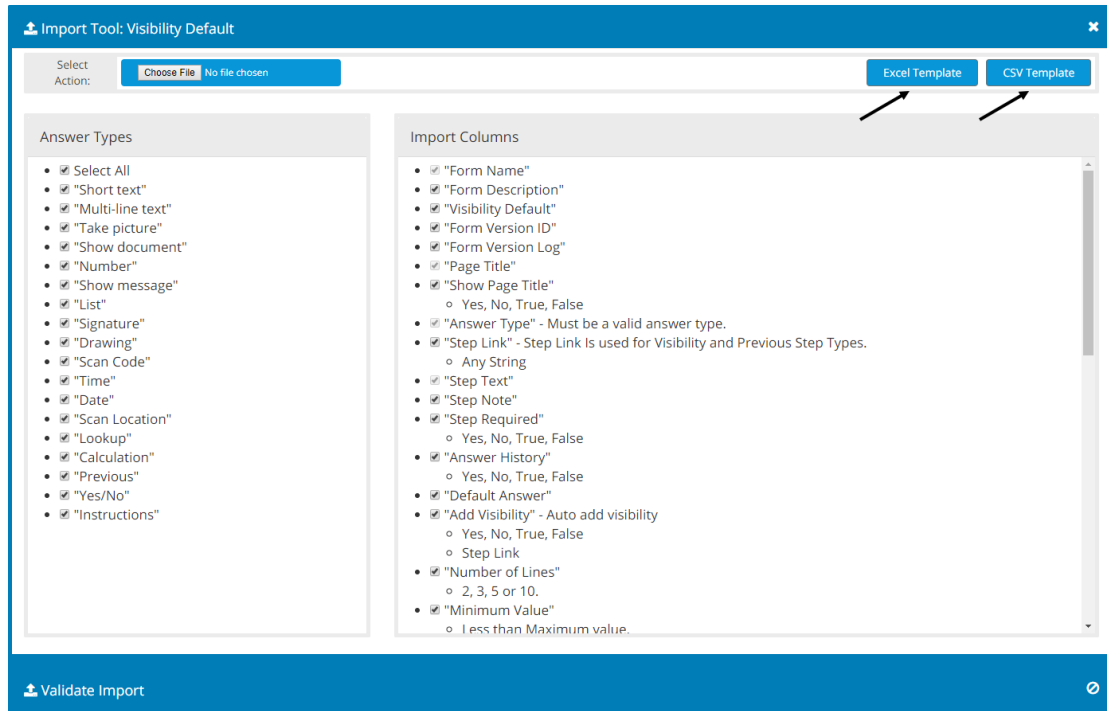 Import Tool: Visibility Default
Select
Action:
Choose File No file chosen
Excel Template
CSV Template
Answer Types
Select All
"Short text"
"Multi-line text"
"Take picture"
"Show document"
"Number"
"Show message"
"List"
"Signature"
"Drawing"
"Scan Code"
"Time"
"Date"
"Scan Location"
"Lookup"
"Calculation"
"Previous"
"Yes/No"
"Instructions"
Import Columns
"Form Name"
"Form Description"
"Visibility Default"
"Form Version ID"
"Form Version Log"
"Page Title"
"Show Page Title"
Yes, No, True, False
"Answer Type" - Must be a valid answer type.
"Step Link" - Step Link Is used for Visibility and Previous Step Types.
Any String
"Step Text"
"Step Note"
"Step Required"
Yes, No, True, False
"Answer History"
Yes, No, True, False
"Default Answer"
"Add Visibility" - Auto add visibility
Yes, No, True, False
Step Link
"Number of Lines"
2, 3, 5 or 10.
"Minimum Value"
Less than Maximum value.
Validate Import